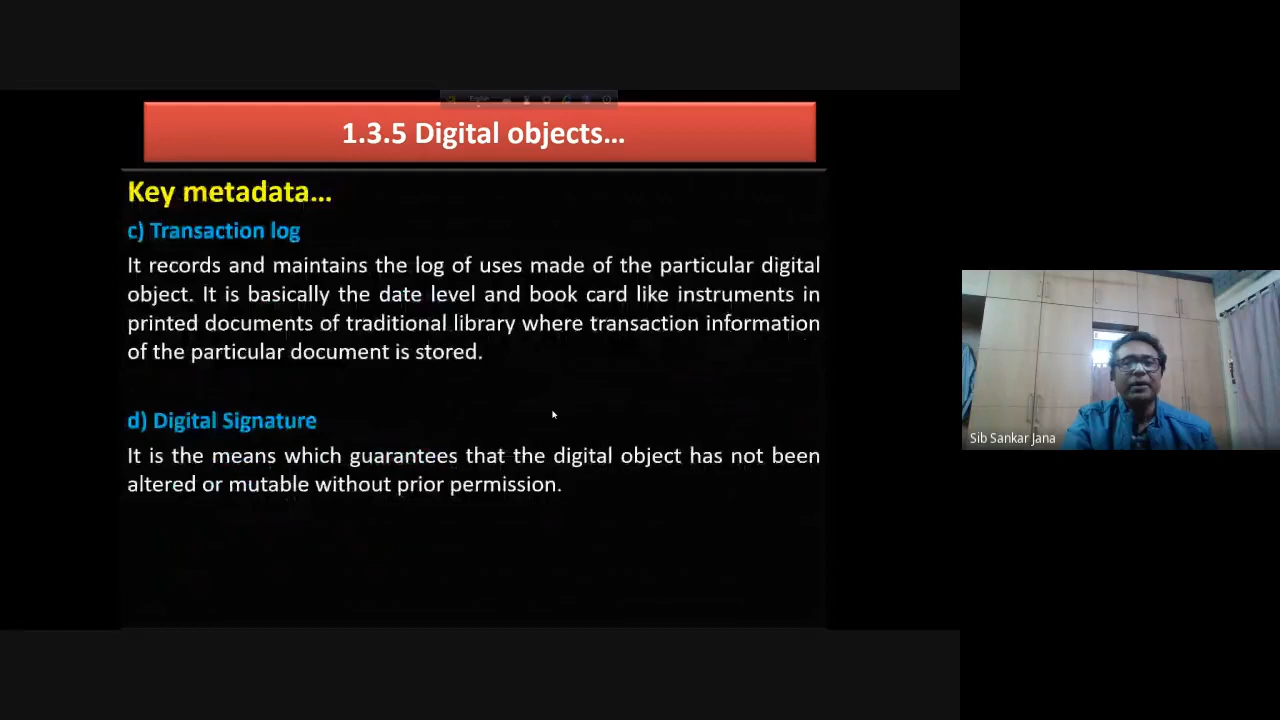 1.3.5 Digital objects...
Key metadata...
c) Transaction log
It records and maintains the log of uses made of the particular digital
object. It is basically the date level and book card like instruments in
printed documents of traditional library where transaction information
of the particular document is stored.
d) Digital Signature
It is the means which guarantees that the digital object has not been
altered or mutable without prior permission.
Sib Sankar Jana